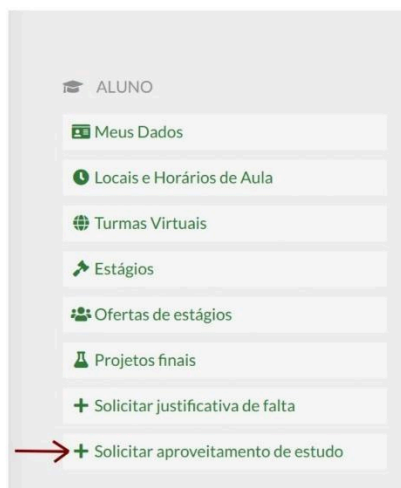 ALUNO
Meus Dados
Locais e Horários de Aula
Turmas Virtuais
Estágios
Ofertas de estágios
Projetos finais
Solicitar justificativa de falta
Solicitar aproveitamento de estudo